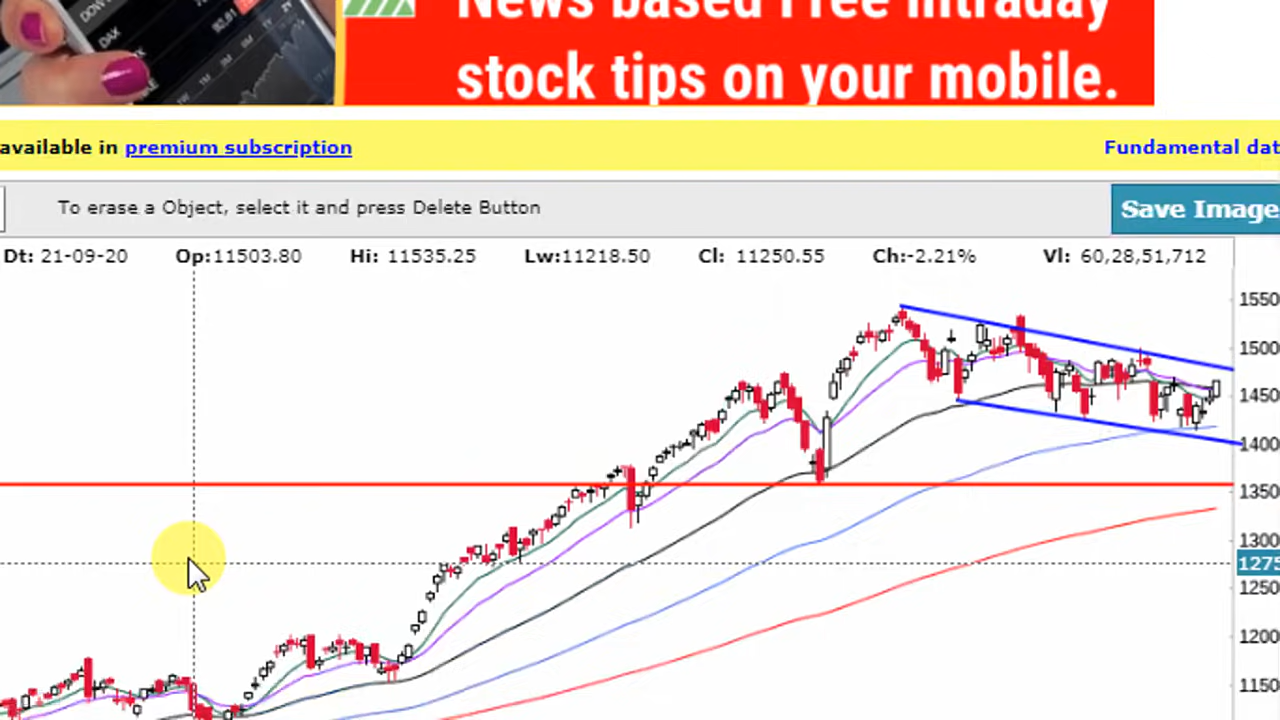 DAX
News based Free Intraday
stock tips on your mobile.
available in premium subscription
Fundamental dat
To erase a Object, select it and press Delete Button
Save Image
Dt: 21-09-20 Op:11503.80 Hi: 11535.25 Lw:11218.50 Cl: 11250.55 Ch:-2.21% Vl: 60,28,51,712
1550
1500
1450
1400
1350
1300
1275
1250
1200
1150